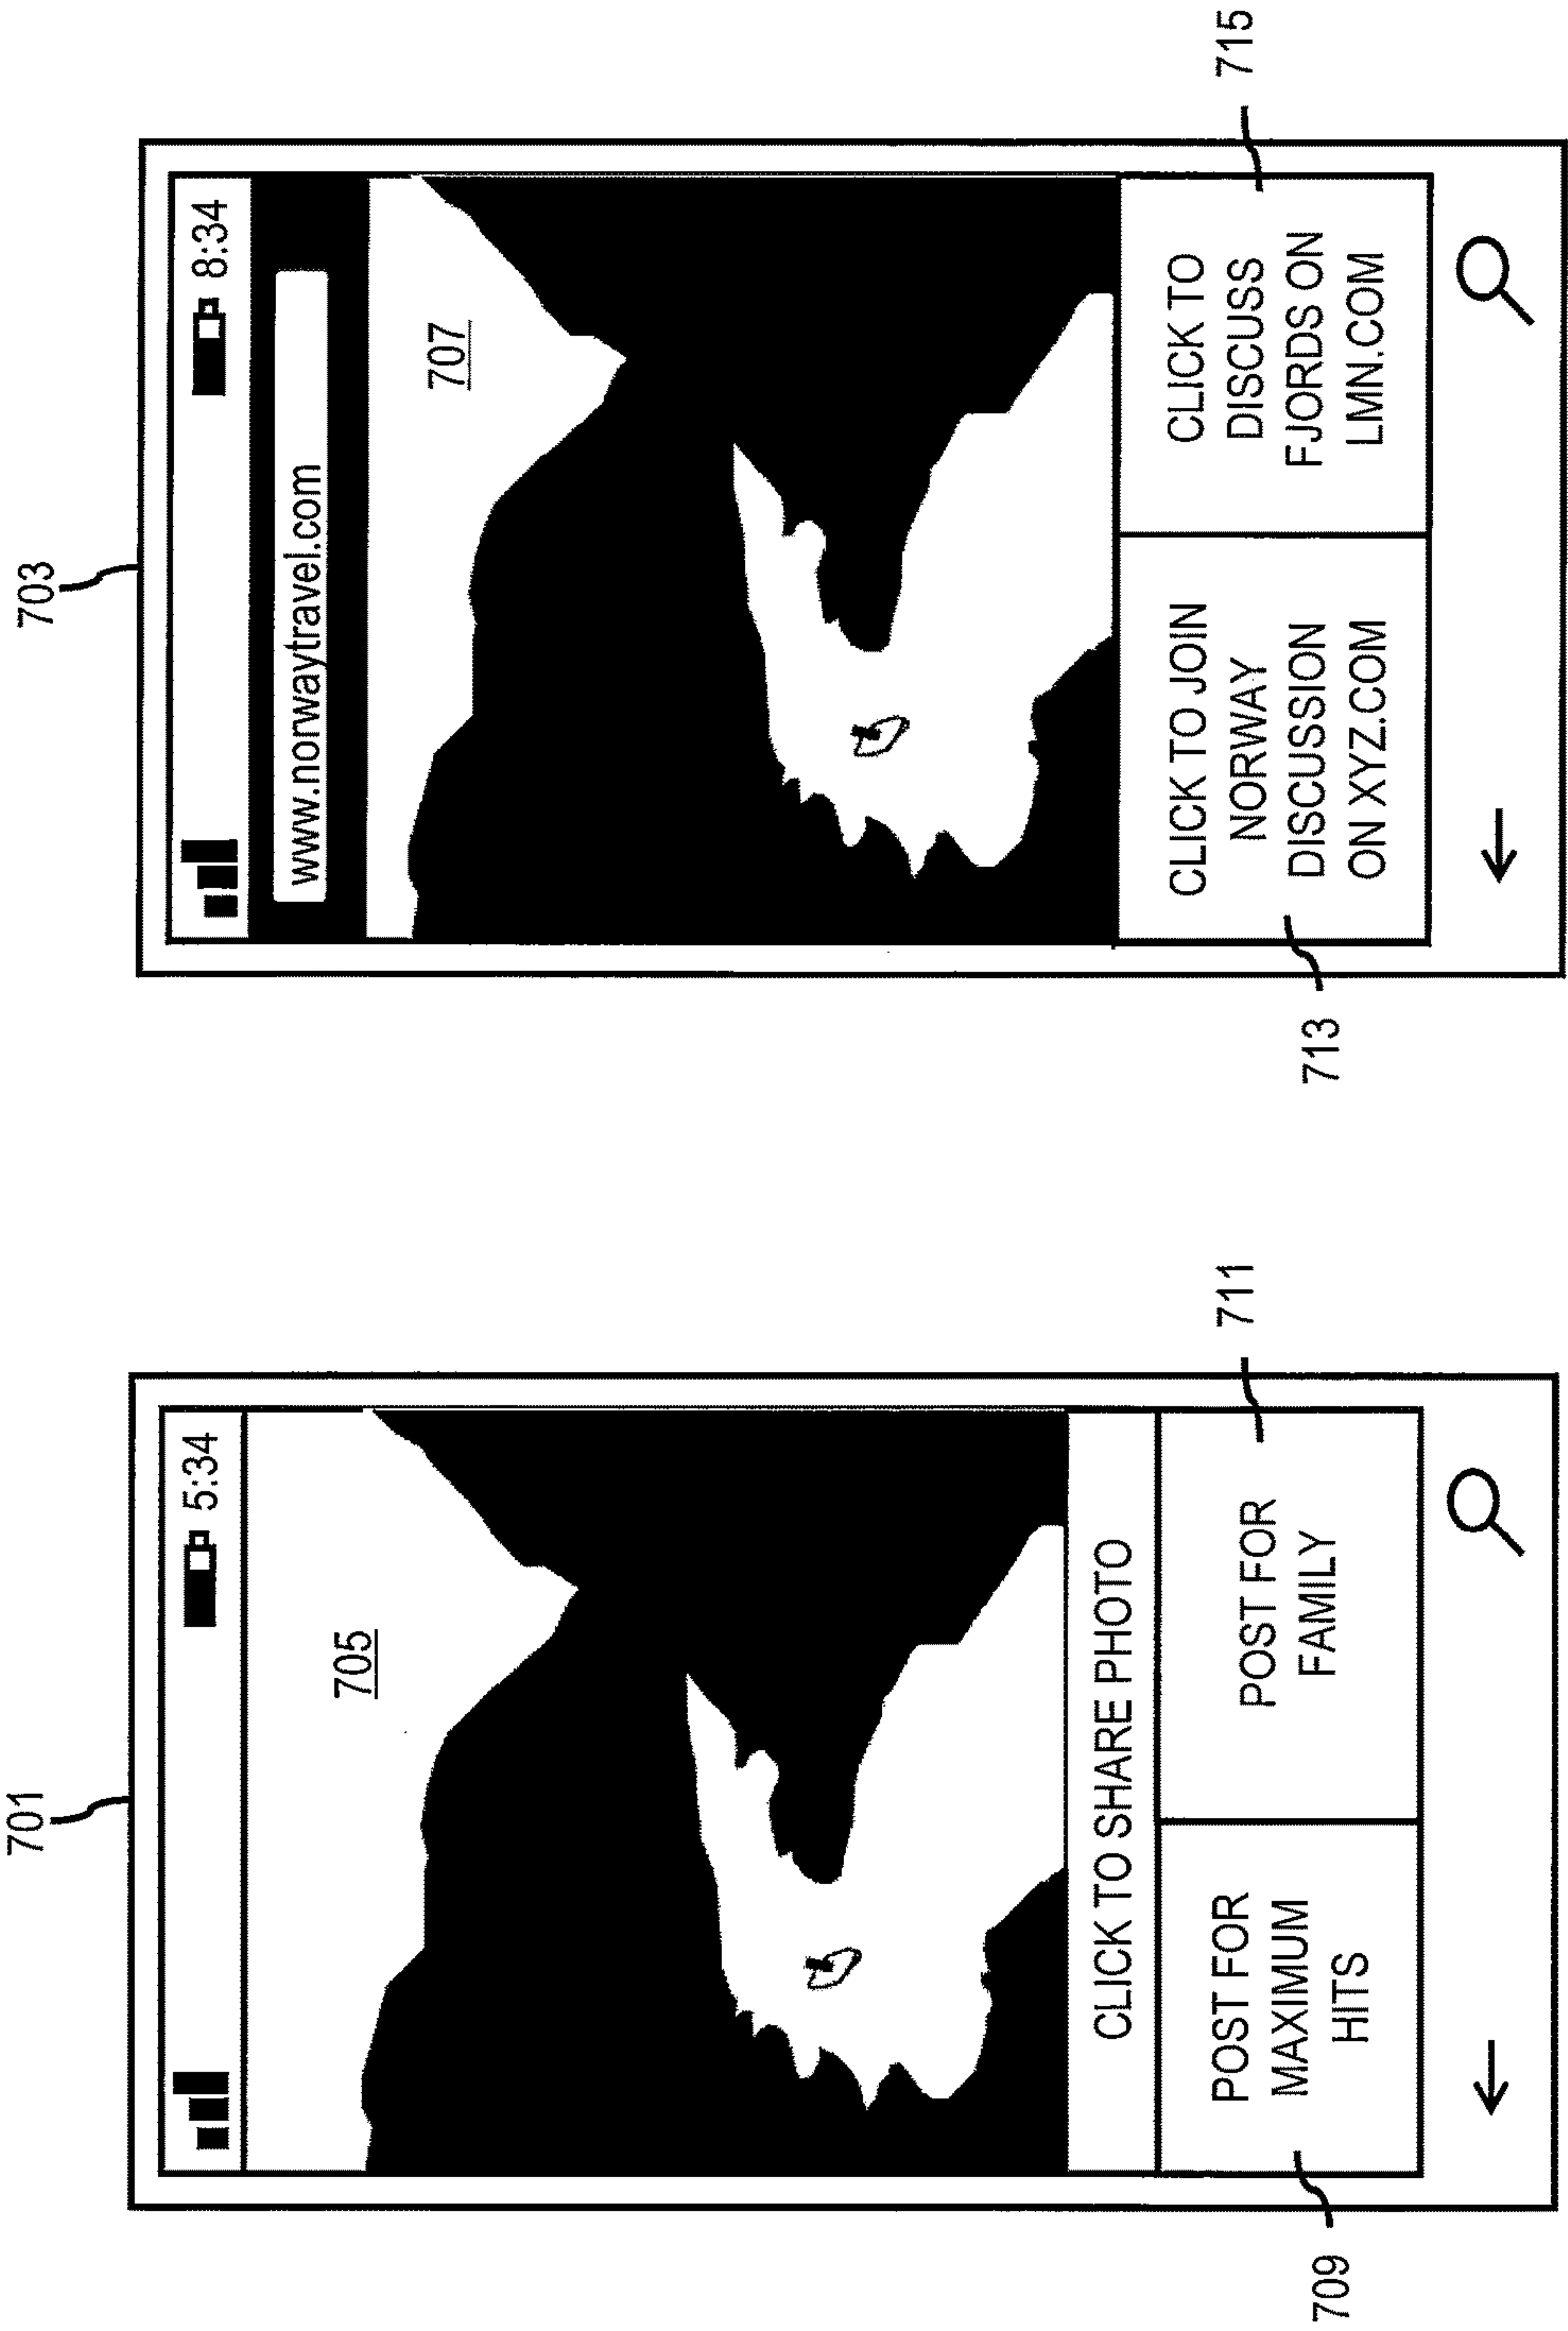 701
5:34
705
CLICK TO SHARE PHOTO
POST FOR
MAXIMUM
HITS
POST FOR
FAMILY
709
711
703
8:34
www.norwaytravel.com
707
CLICK TO JOIN
NORWAY
DISCUSSION
ON XYZ.COM
CLICK TO
DISCUSS
FJORDS ON
LMN.COM
713
715